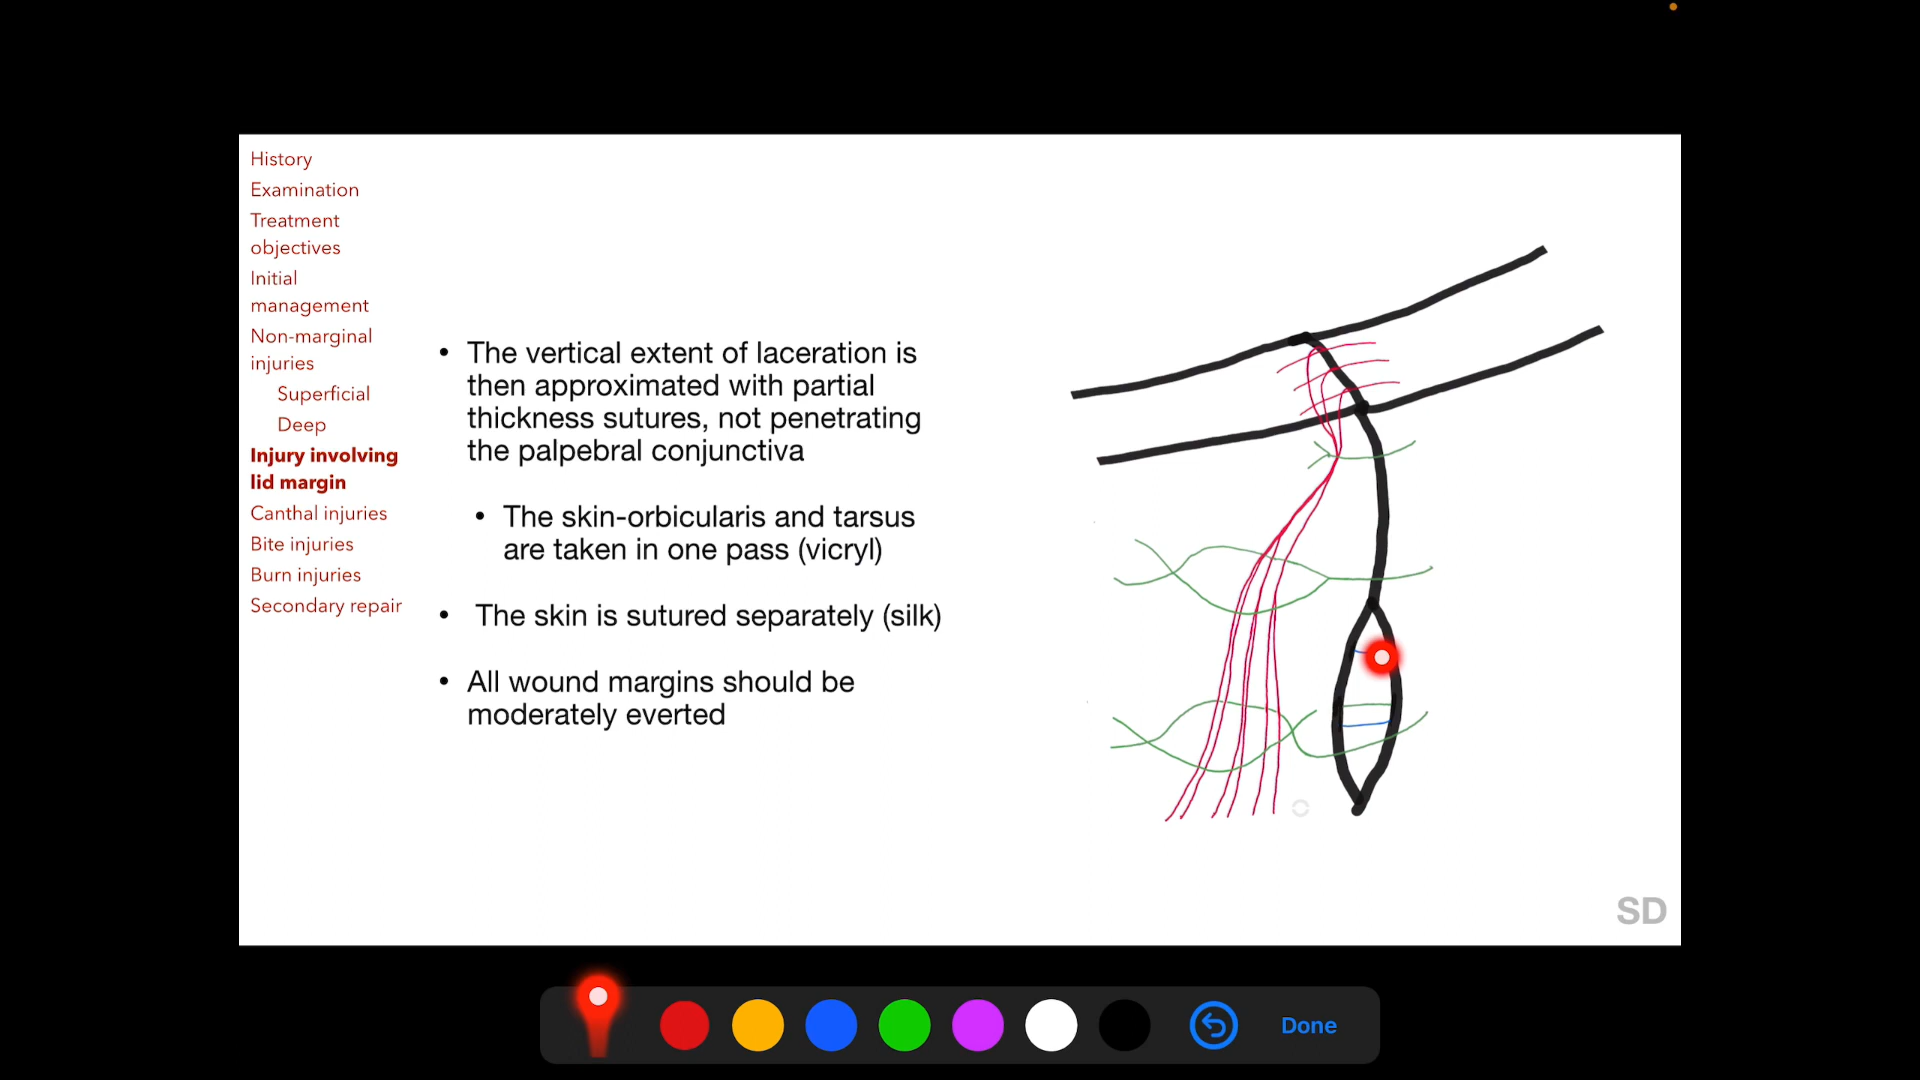 History
Examination
Treatment
objectives
Initial
management
Non-marginal
injuries
Superficial
Deep
Injury involving
lid margin
Canthal injuries
Bite injuries
Burn injuries
Secondary repair
• The vertical extent of laceration is
then approximated with partial
thickness sutures, not penetrating
the palpebral conjunctiva
• The skin-orbicularis and tarsus
are taken in one pass (vicryl)
• The skin is sutured separately (silk)
• All wound margins should be
moderately everted
SD
Done